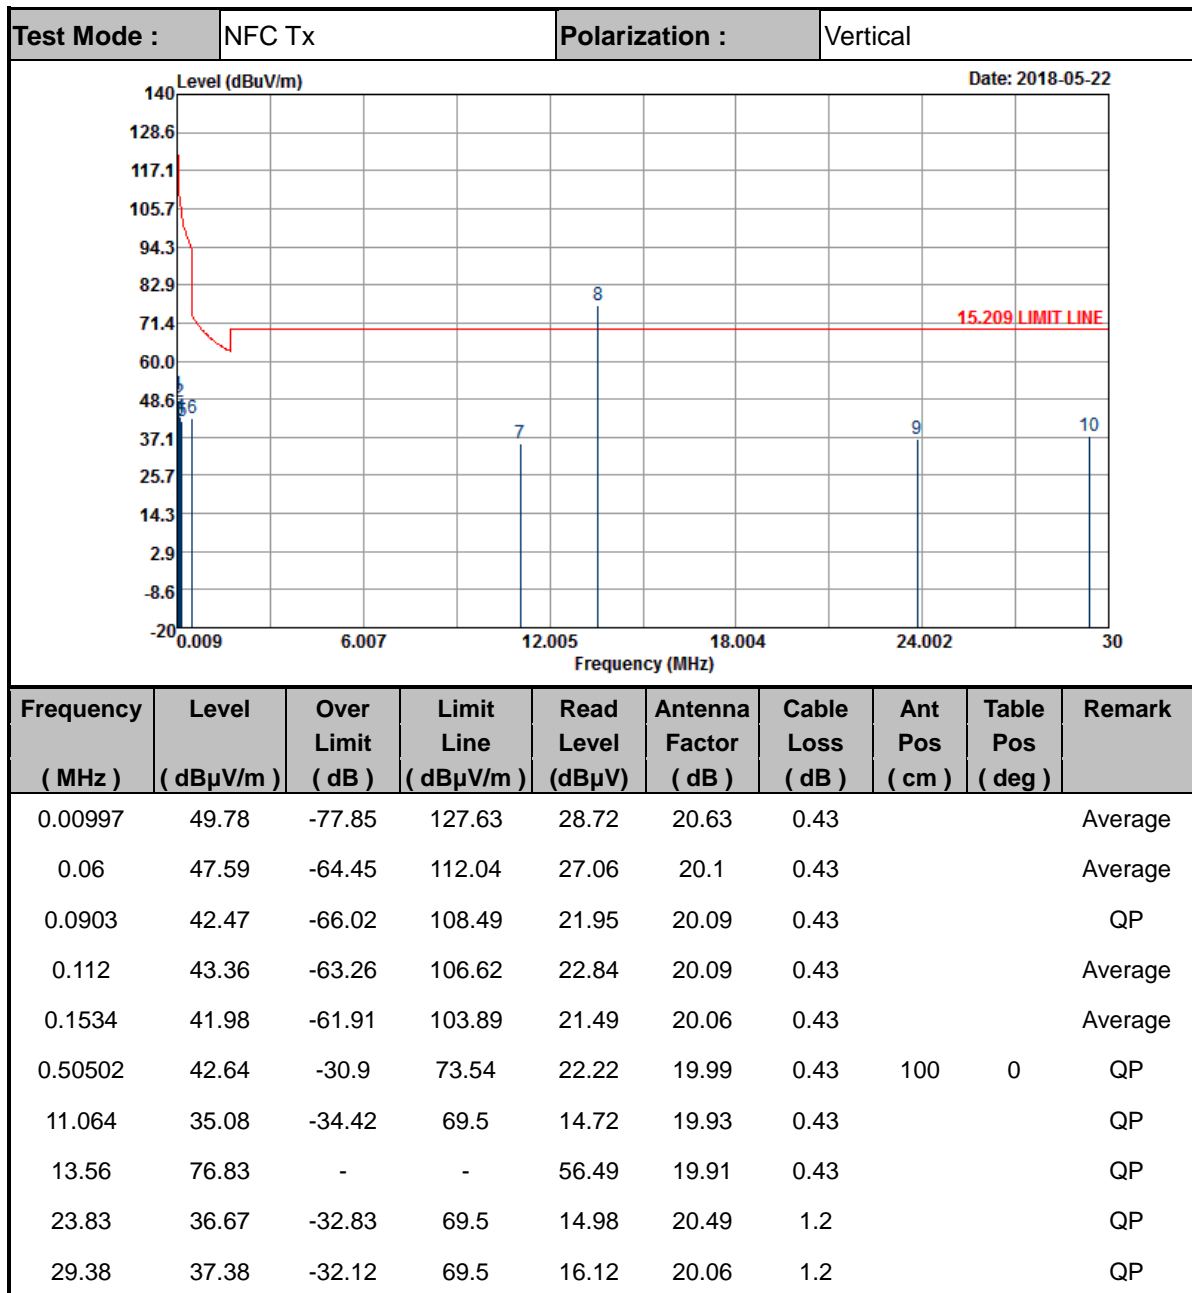 Test Mode : NFC Tx Polarization : Vertical
Level (dBuV/m) Date: 2018-05-22
140
128.6
117.1
105.7
94.3
82.9
8
71.4 15.209 LIMIT LINE
60.0
48.6
6
37.1 7 9 10
25.7
14.3
2.9
-8.6
-20
0.009 6.007 12.005 18.004 24.002 30
Frequency (MHz)
Frequency Level Over Limit Read Antenna Cable Ant Table Remark
Limit Line Level Factor Loss Pos Pos
( MHz ) ( dBµV/m ) ( dB ) ( dBµV/m ) (dBµV) ( dB ) ( dB ) ( cm ) ( deg )
0.00997 49.78 -77.85 127.63 28.72 20.63 0.43 Average
0.06 47.59 -64.45 112.04 27.06 20.1 0.43 Average
0.0903 42.47 -66.02 108.49 21.95 20.09 0.43 QP
0.112 43.36 -63.26 106.62 22.84 20.09 0.43 Average
0.1534 41.98 -61.91 103.89 21.49 20.06 0.43 Average
0.50502 42.64 -30.9 73.54 22.22 19.99 0.43 100 0 QP
11.064 35.08 -34.42 69.5 14.72 19.93 0.43 QP
13.56 76.83 - - 56.49 19.91 0.43 QP
23.83 36.67 -32.83 69.5 14.98 20.49 1.2 QP
29.38 37.38 -32.12 69.5 16.12 20.06 1.2 QP